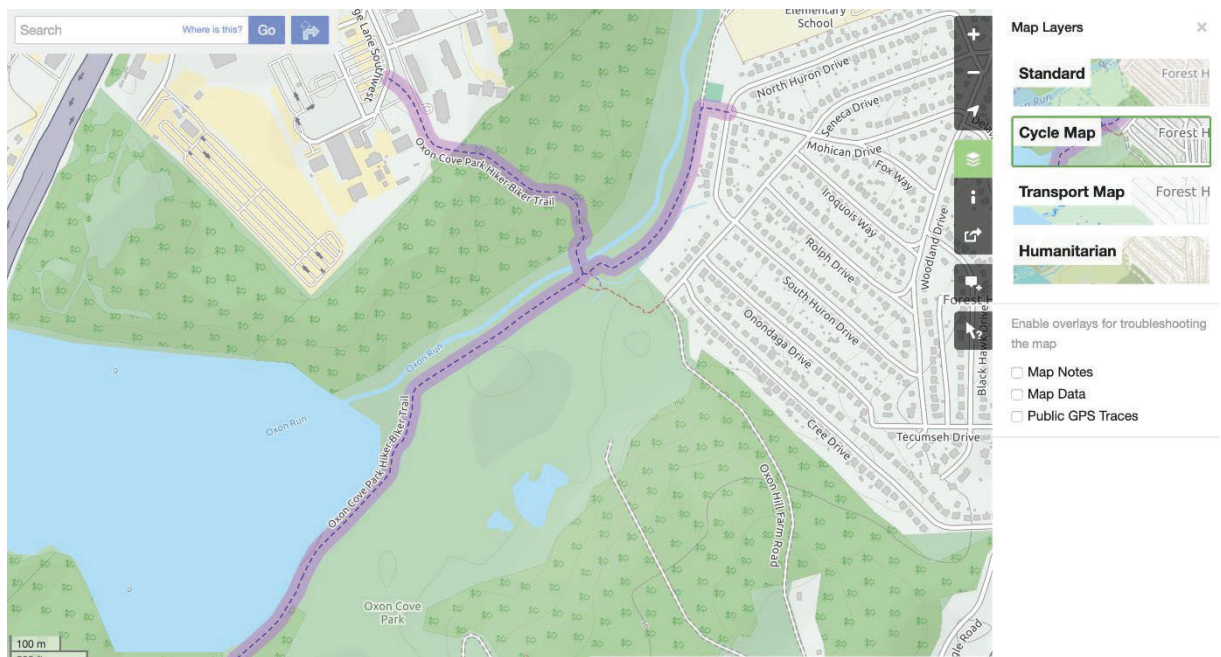 Search
Where is this?
Go
Elementary
School
Lane Southwest
North Huron Drive
Seneca Drive
Mohican Drive
Fox Way
Iroquois Way
Rolph Drive
South Huron Drive
Onondaga Drive
Woodland Drive
Forest H
Black Hawk Drive
Cree Drive
Tecumseh Drive
Oxon Cove Park Hiker-Biker Trail
Oxon Run
Oxon Run
Oxon Cove Park Hiker-Biker Trail
Oxon Hill Farm Road
Oxon Cove
Park
Road
100 m
Map Layers
Standard
Forest H
Run
Cycle Map
Forest H
Transport Map
Forest H
Humanitarian
Enable overlays for troubleshooting
the map
Map Notes
Map Data
Public GPS Traces